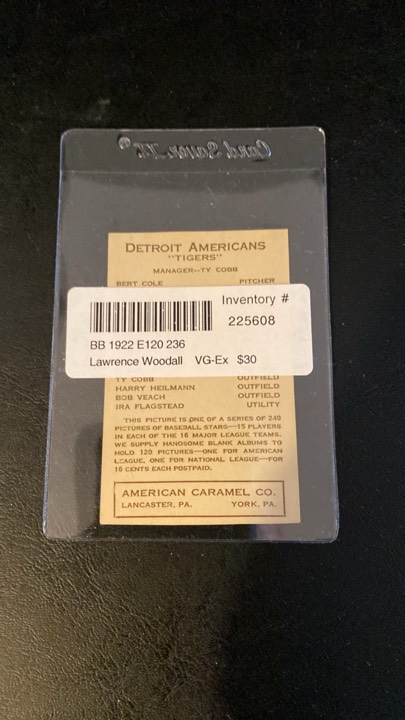 Card Saver II®
DETROIT AMERICANS
"TIGERS"
MANAGER--TY COBB
BERT COLE PITCHER
Inventory #
225608
BB 1922 E120 236
Lawrence Woodall VG-Ex $30
TY COBB OUTFIELD
HARRY HEILMANN OUTFIELD
BOB VEACH OUTFIELD
IRA FLAGSTEAD UTILITY
THIS PICTURE IS ONE OF A SERIES OF 240
PICTURES OF BASEBALL STARS—15 PLAYERS
IN EACH OF THE 16 MAJOR LEAGUE TEAMS.
WE SUPPLY HANDSOME BLANK ALBUMS TO
HOLD 120 PICTURES—ONE FOR AMERICAN
LEAGUE, ONE FOR NATIONAL LEAGUE—FOR
16 CENTS EACH POSTPAID.
AMERICAN CARAMEL CO.
LANCASTER, PA. YORK, PA.